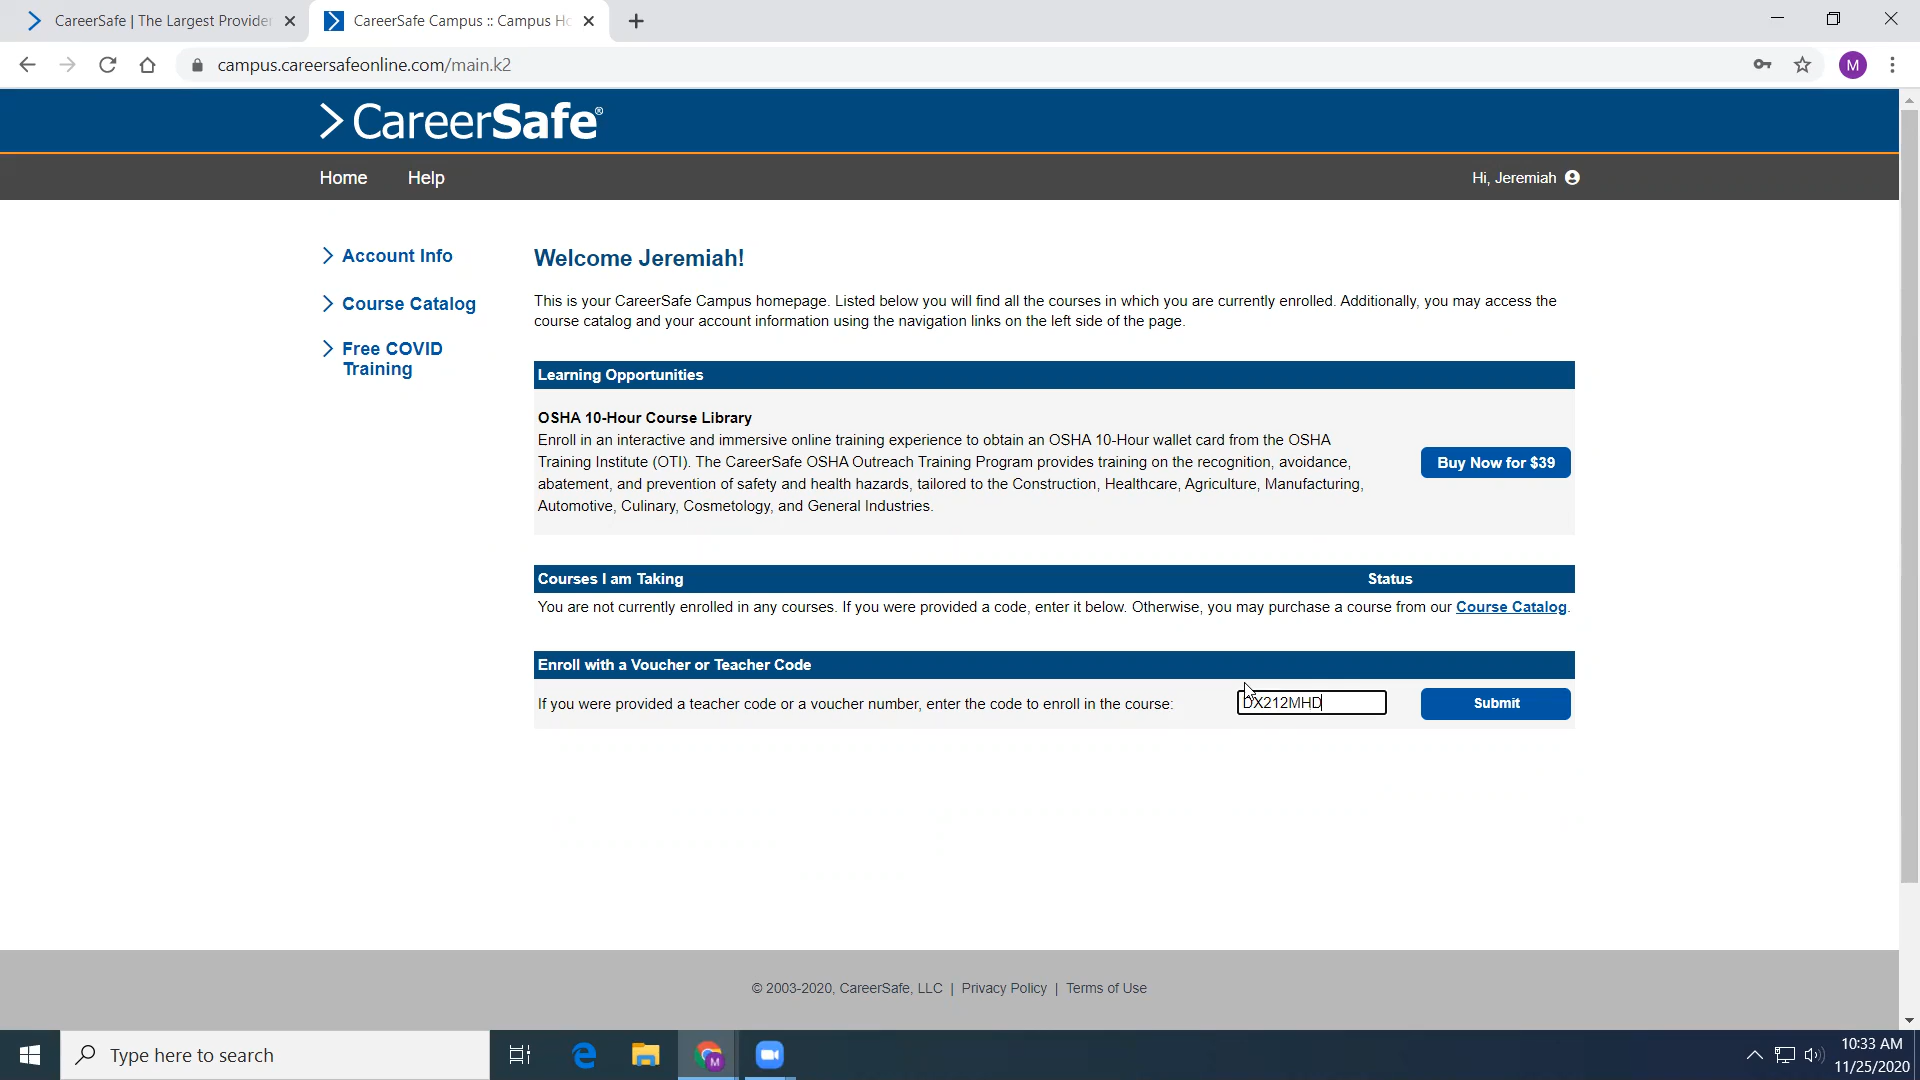 CareerSafe | The Largest Provide
CareerSafe Campus :: Campus Ho
campus.careersafeonline.com/main.k2
M
CareerSafe®
Home Help Hi, Jeremiah
Account Info
Course Catalog
Free COVID
Training
Welcome Jeremiah!
This is your CareerSafe Campus homepage. Listed below you will find all the courses in which you are currently enrolled. Additionally, you may access the
course catalog and your account information using the navigation links on the left side of the page.
Learning Opportunities
OSHA 10-Hour Course Library
Enroll in an interactive and immersive online training experience to obtain an OSHA 10-Hour wallet card from the OSHA
Training Institute (OTI). The CareerSafe OSHA Outreach Training Program provides training on the recognition, avoidance,
abatement, and prevention of safety and health hazards, tailored to the Construction, Healthcare, Agriculture, Manufacturing,
Automotive, Culinary, Cosmetology, and General Industries.
Buy Now for $39
Courses I am Taking Status
You are not currently enrolled in any courses. If you were provided a code, enter it below. Otherwise, you may purchase a course from our Course Catalog.
Enroll with a Voucher or Teacher Code
If you were provided a teacher code or a voucher number, enter the code to enroll in the course: DX212MHD Submit
© 2003-2020, CareerSafe, LLC | Privacy Policy | Terms of Use
Type here to search
M
10:33 AM
11/25/2020